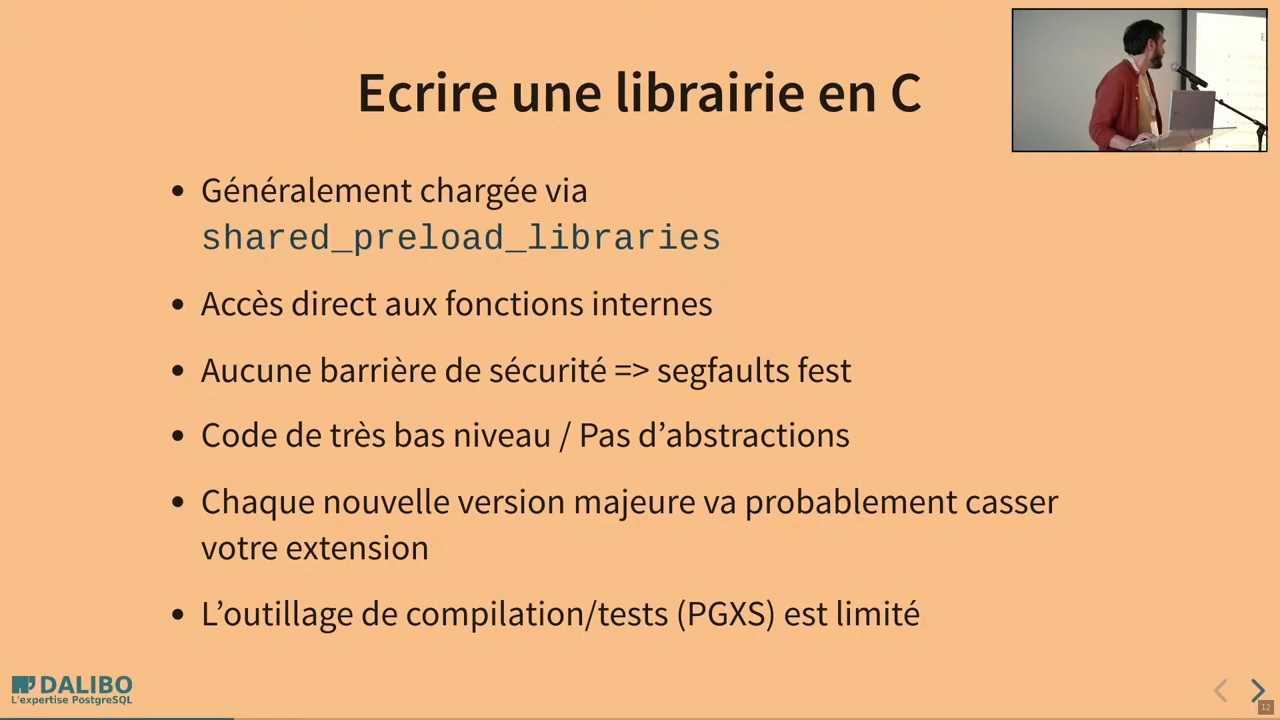 Ecrire une librairie en C
Généralement chargée via
shared_preload_libraries
Accès direct aux fonctions internes
Aucune barrière de sécurité => segfaults fest
Code de très bas niveau / Pas d’abstractions
Chaque nouvelle version majeure va probablement casser
votre extension
L’outillage de compilation/tests (PGXS) est limité
DALIBO
L'expertise PostgreSQL
12